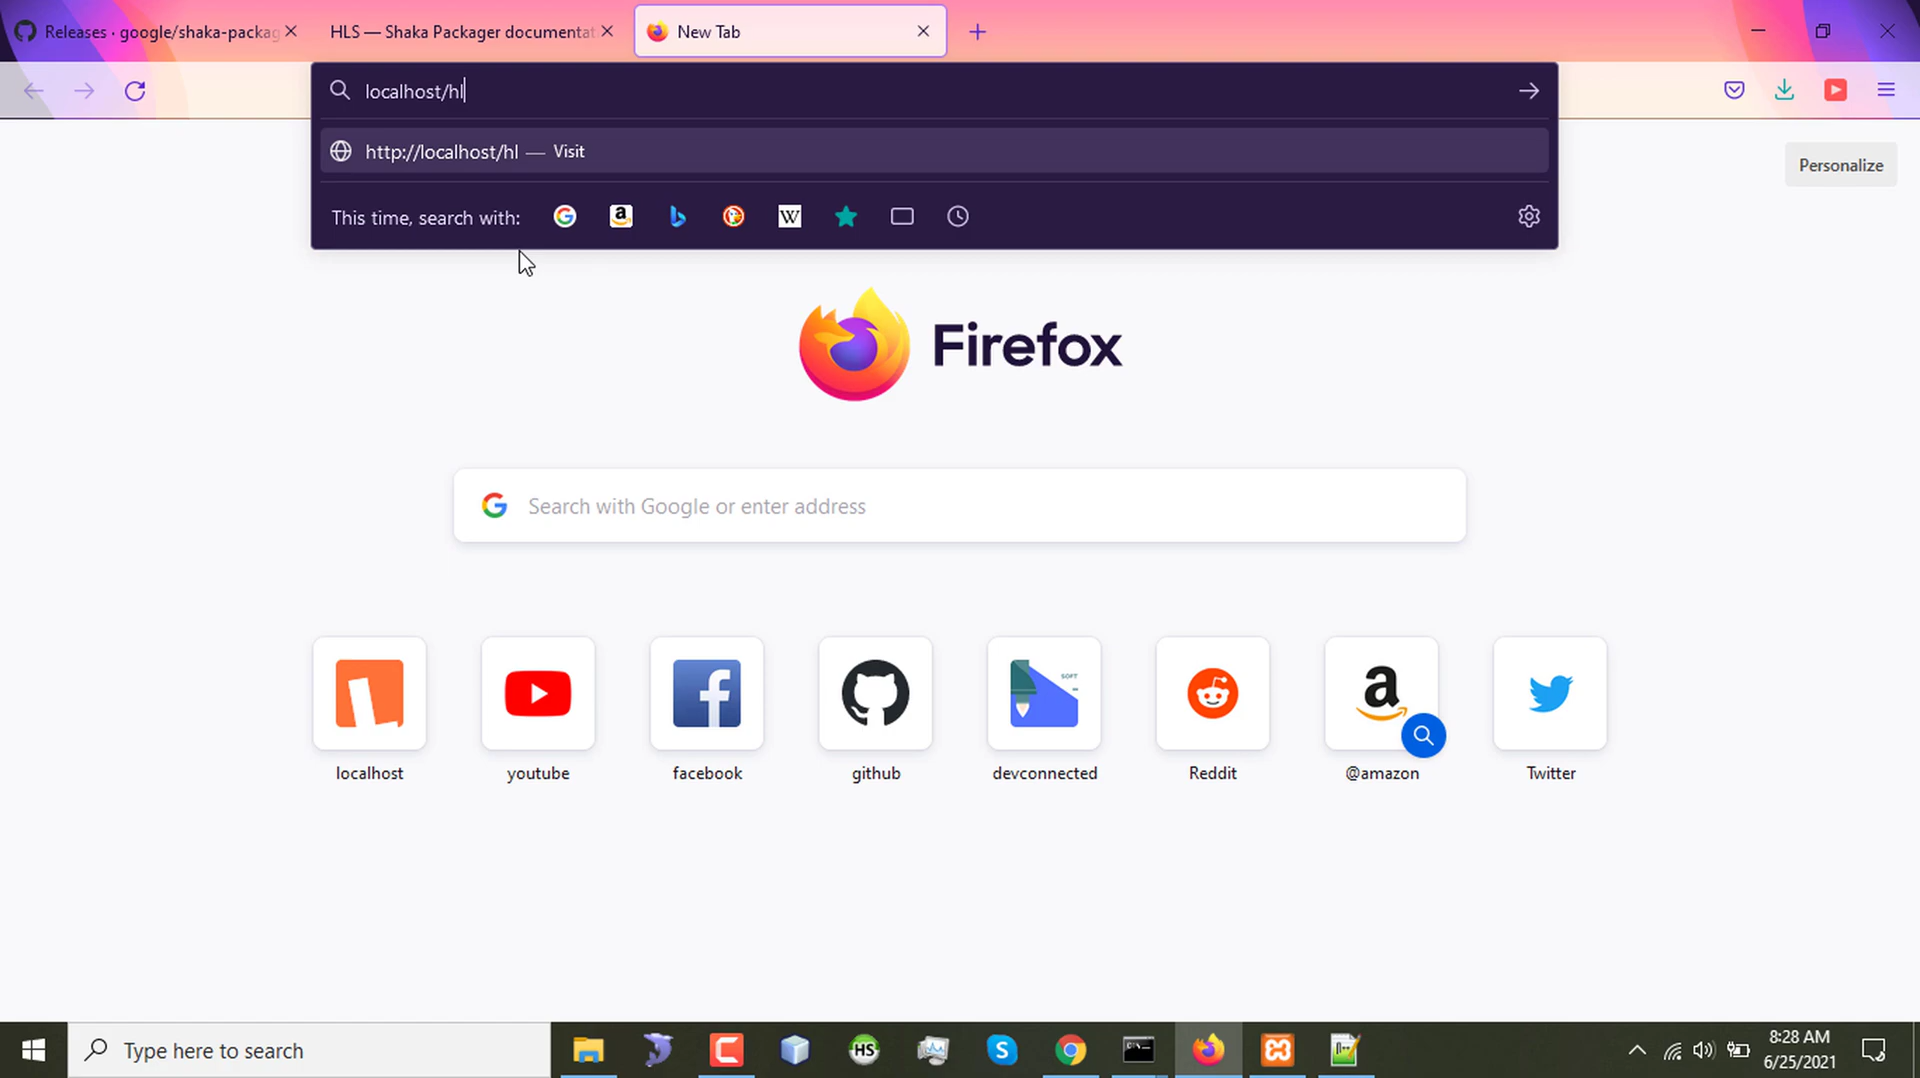 Releases · google/shaka-packag
HLS — Shaka Packager documentat
New Tab
localhost/hl
http://localhost/hl — Visit
This time, search with:
Personalize
Firefox
Search with Google or enter address
SOFT
localhost
youtube
facebook
github
devconnected
Reddit
@amazon
Twitter
Type here to search
HS
8:28 AM
6/25/2021